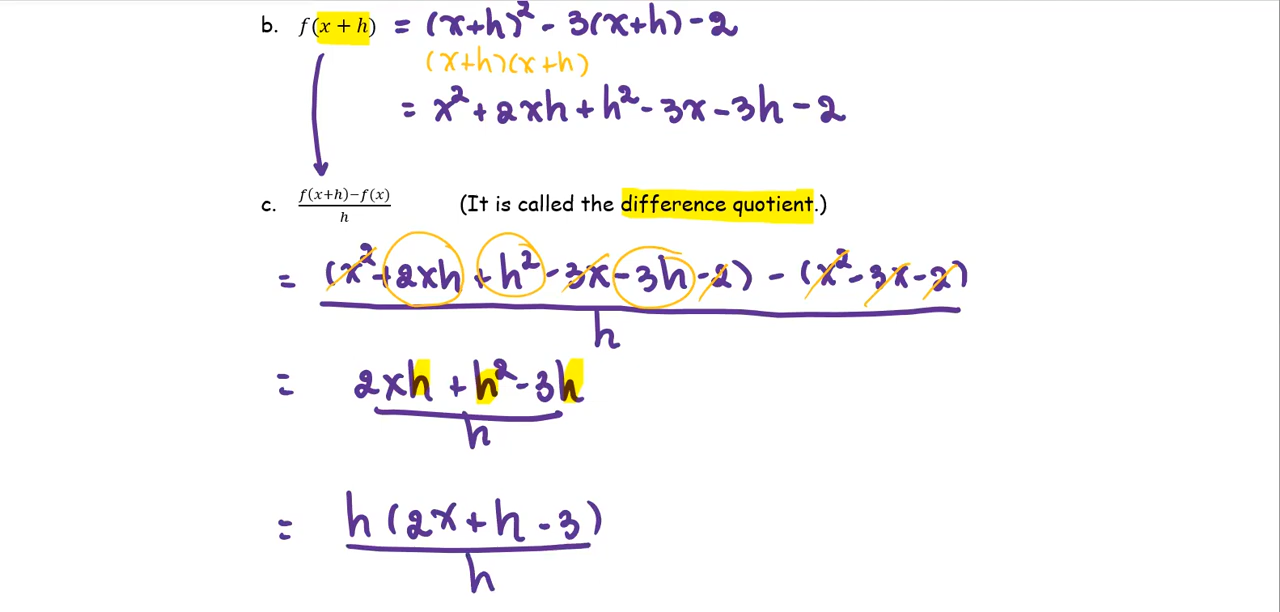 b. f(x + h) = (x+h)² - 3(x+h) - 2
(x+h)(x+h)
= x² + 2xh + h² - 3x - 3h - 2
c. f(x+h)−f(x) / h (It is called the difference quotient.)
= (x² + 2xh + h² - 3x - 3h - 2) - (x² - 3x - 2)
h
= 2xh + h² - 3h
h
= h(2x + h - 3)
h